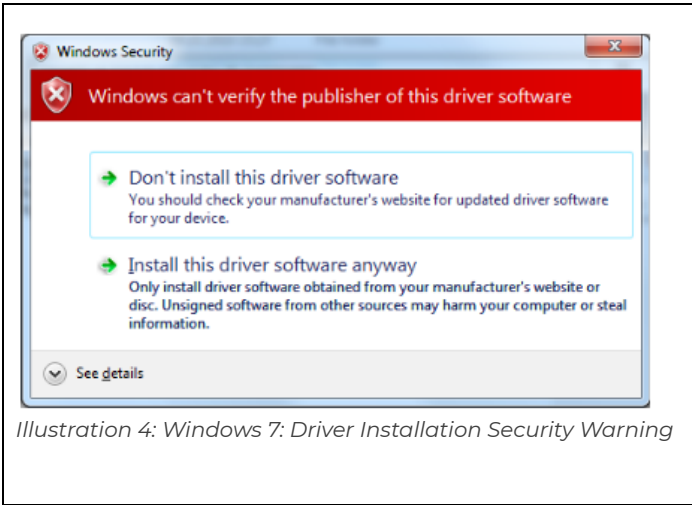 Windows Security
Windows can't verify the publisher of this driver software
Don't install this driver software
You should check your manufacturer's website for updated driver software
for your device.
Install this driver software anyway
Only install driver software obtained from your manufacturer's website or
disc. Unsigned software from other sources may harm your computer or steal
information.
See details
Illustration 4: Windows 7: Driver Installation Security Warning